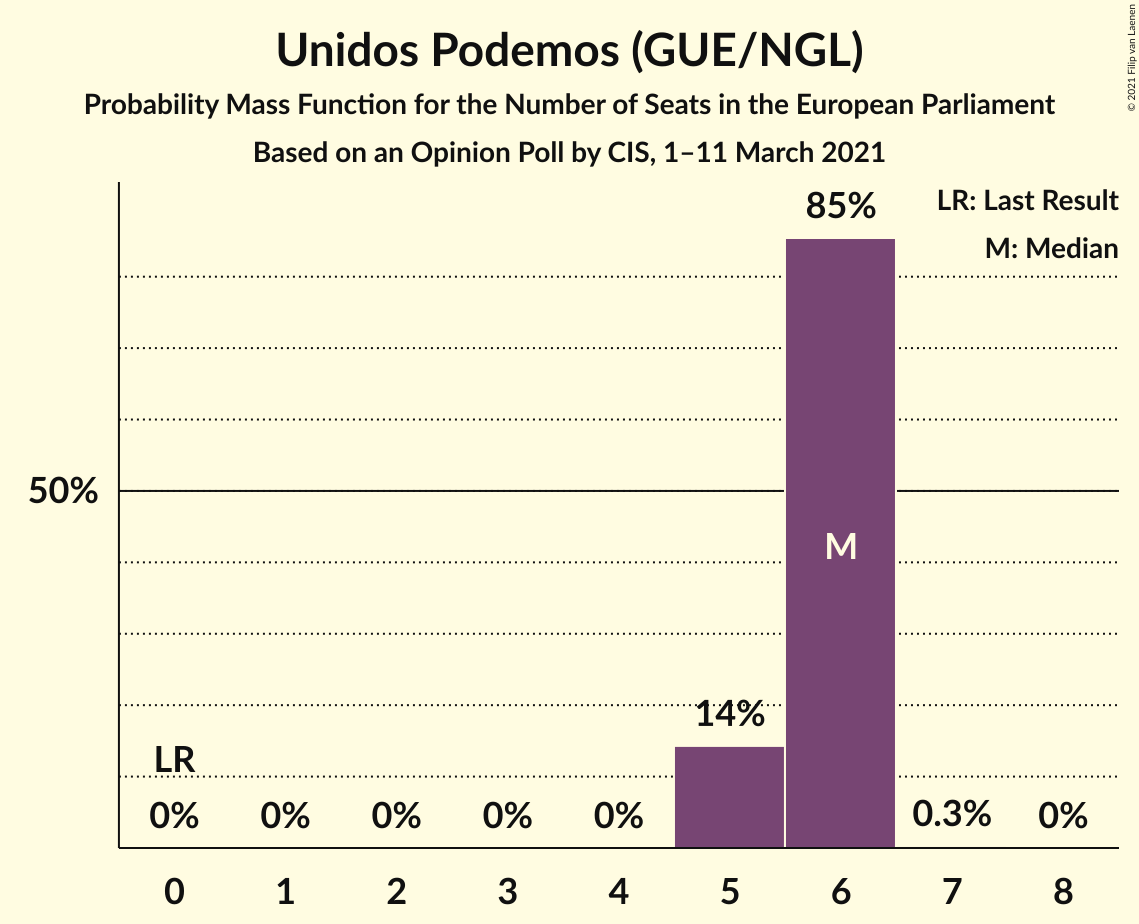 Unidos Podemos (GUE/NGL)
Probability Mass Function for the Number of Seats in the European Parliament
Based on an Opinion Poll by CIS, 1–11 March 2021
© 2021 Filip van Laenen
LR: Last Result
M: Median
85%
50%
M
14%
LR
0% 0% 0% 0% 0% 0.3% 0%
0 1 2 3 4 5 6 7 8